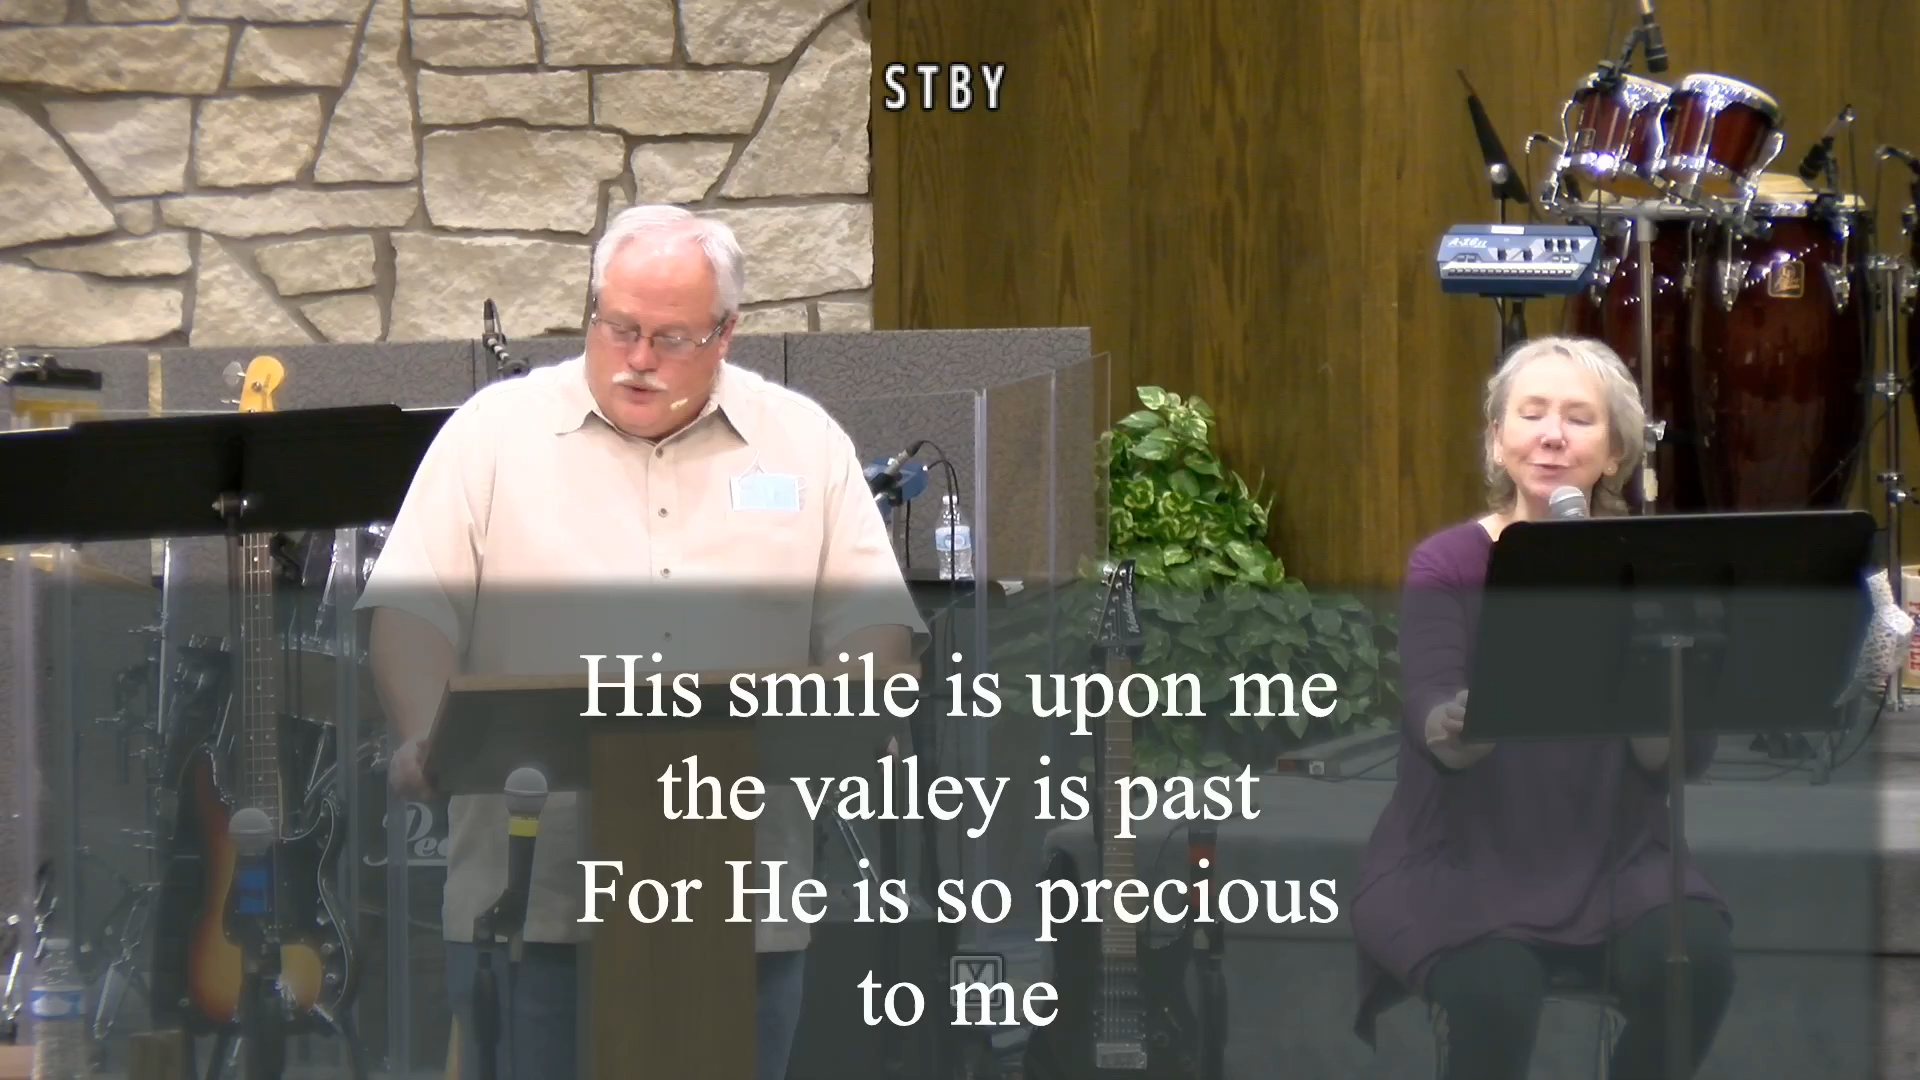 STBY
His smile is upon me
the valley is past
For He is so precious
to me